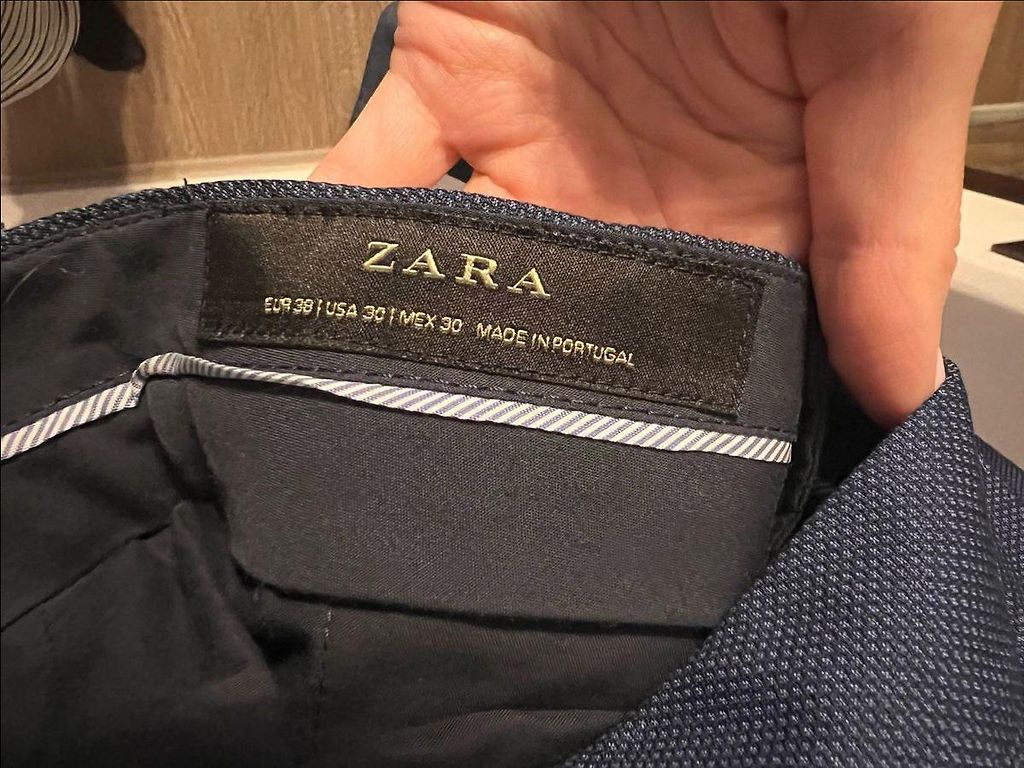 ZARA
EUR 38 | USA 30 | MEX 30 MADE IN PORTUGAL